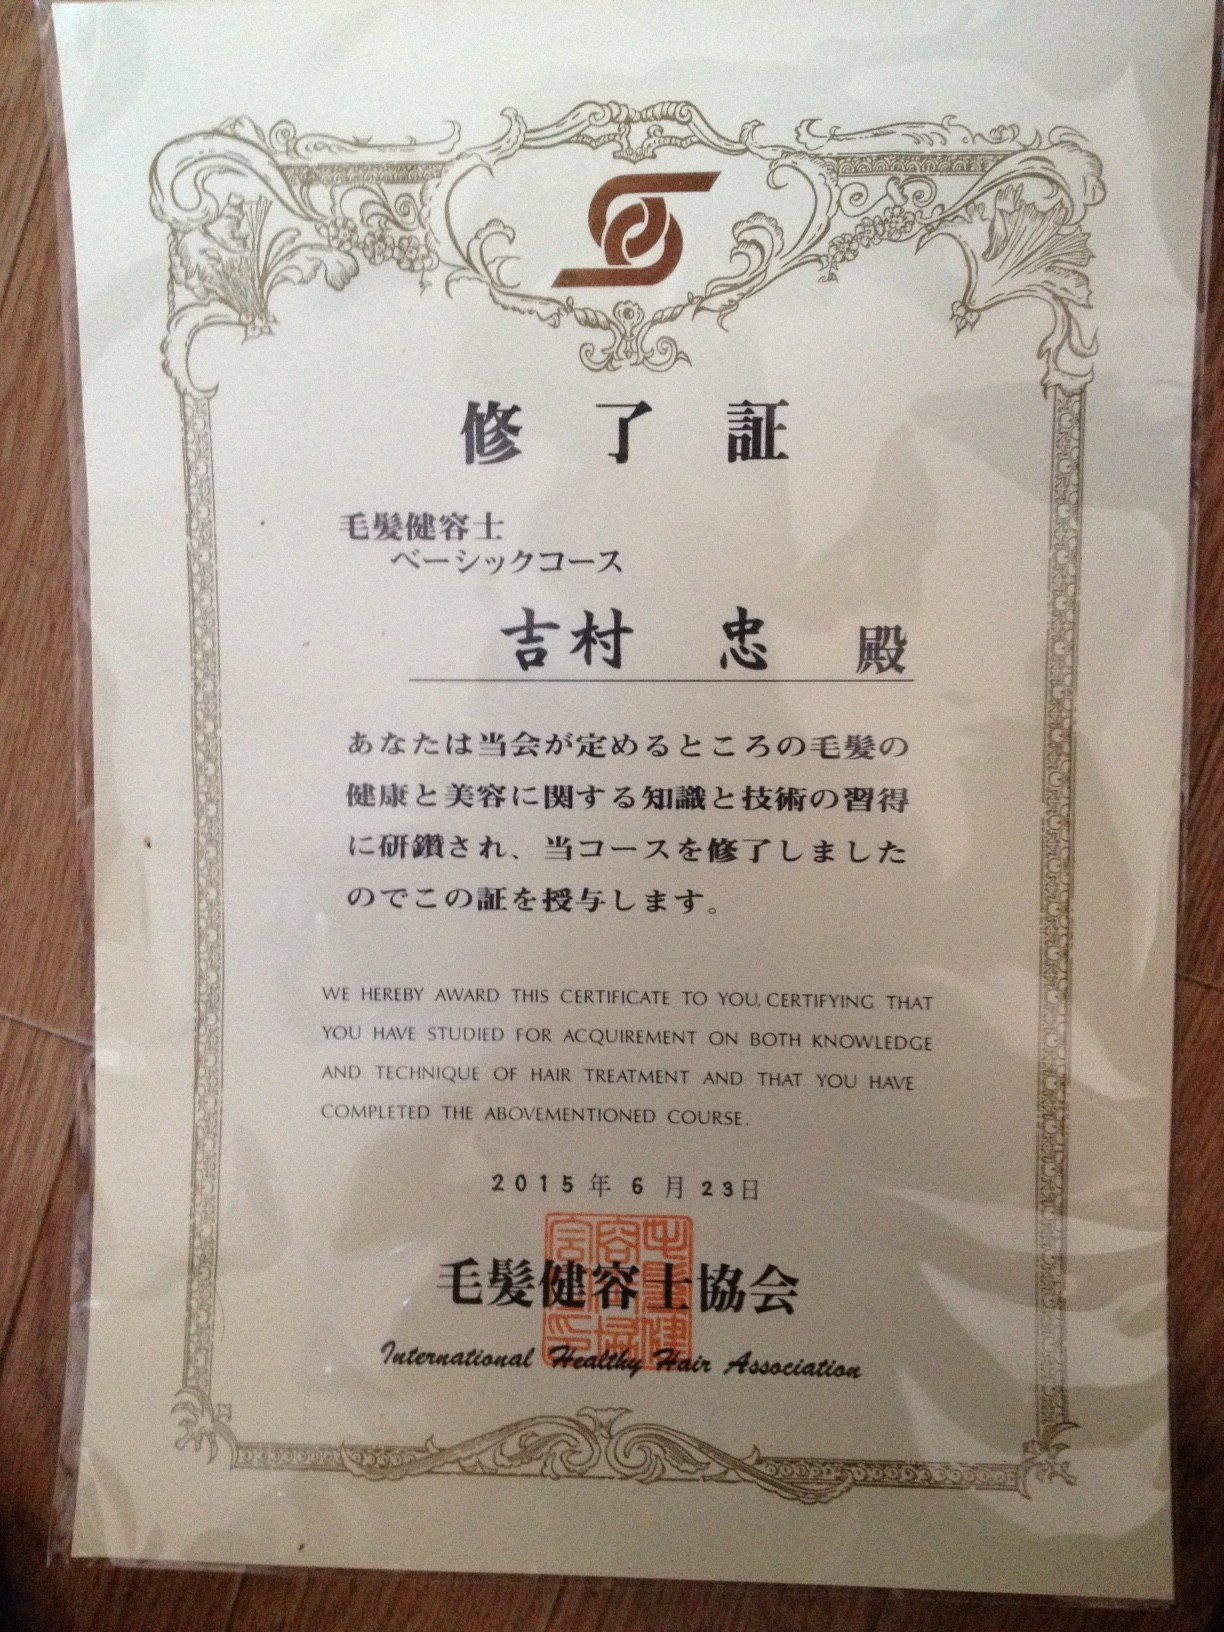 修了証
毛髪健容士
ベーシックコース
吉村 忠 殿
あなたは当会が定めるところの毛髪の
健康と美容に関する知識と技術の習得
に研鑽され、当コースを修了しました
のでこの証を授与します。
WE HEREBY AWARD THIS CERTIFICATE TO YOU, CERTIFYING THAT
YOU HAVE STUDIED FOR ACQUIREMENT ON BOTH KNOWLEDGE
AND TECHNIQUE OF HAIR TREATMENT AND THAT YOU HAVE
COMPLETED THE ABOVEMENTIONED COURSE.
2015年6月23日
毛髪健容士協会
International Healthy Hair Association